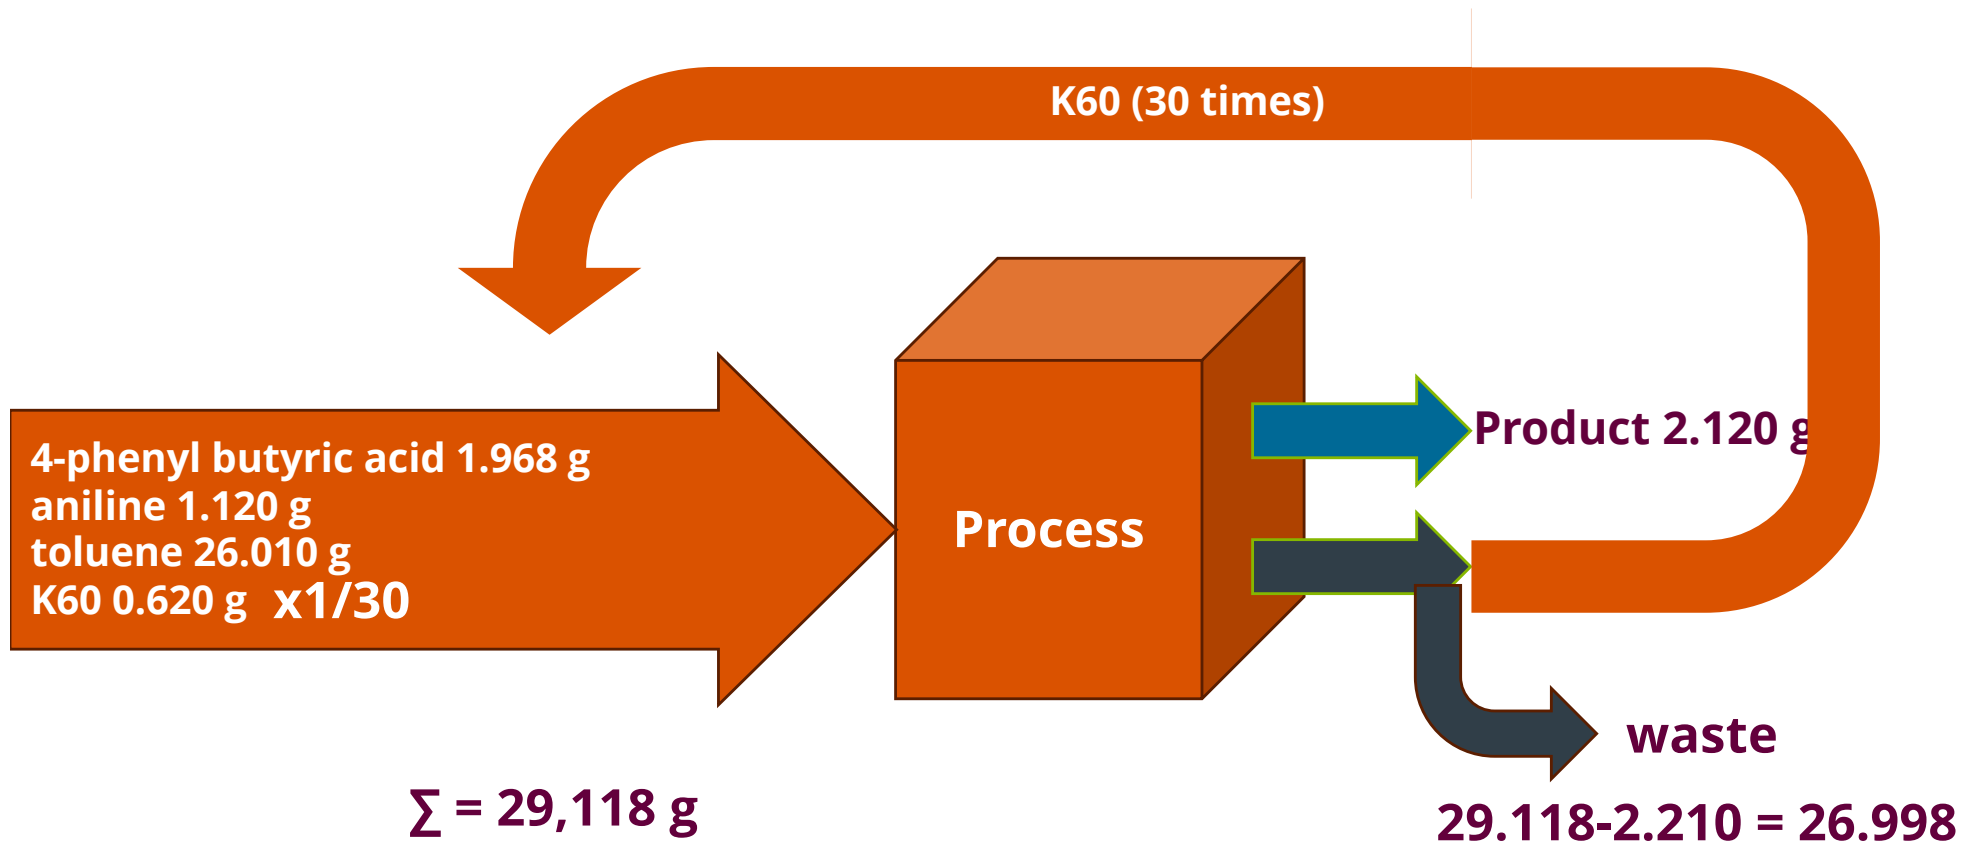 K60 (30 times)
4-phenyl butyric acid 1.968 g
aniline 1.120 g
toluene 26.010 g
K60 0.620 g x1/30
Process
Product 2.120 g
waste
∑ = 29,118 g
29.118-2.210 = 26.998